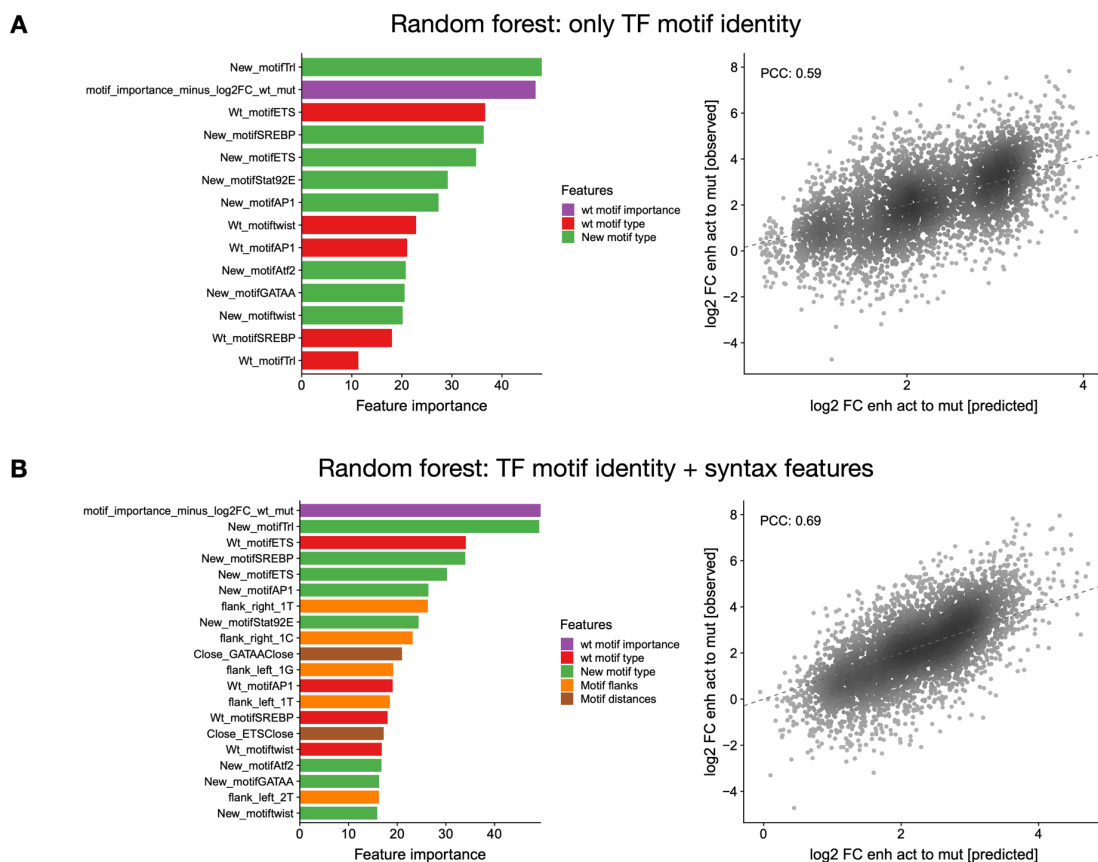 A
Random forest: only TF motif identity
New_motifTrl
motif_importance_minus_log2FC_wt_mut
Wt_motifETS
New_motifSREBP
New_motifETS
New_motifStat92E
New_motifAP1
Wt_motiftwist
Wt_motifAP1
New_motifAtf2
New_motifGATAA
New_motiftwist
Wt_motifSREBP
Wt_motifTrl
0 10 20 30 40
Feature importance
Features
wt motif importance
wt motif type
New motif type
PCC: 0.59
log2 FC enh act to mut [observed]
8
6
4
2
0
−2
−4
2 4
log2 FC enh act to mut [predicted]
B
Random forest: TF motif identity + syntax features
motif_importance_minus_log2FC_wt_mut
New_motifTrl
Wt_motifETS
New_motifSREBP
New_motifETS
New_motifAP1
flank_right_1T
New_motifStat92E
flank_right_1C
Close_GATAAClose
flank_left_1G
Wt_motifAP1
flank_left_1T
Wt_motifSREBP
Close_ETSClose
Wt_motiftwist
New_motifAtf2
New_motifGATAA
flank_left_2T
New_motiftwist
0 10 20 30 40
Feature importance
Features
wt motif importance
wt motif type
New motif type
Motif flanks
Motif distances
PCC: 0.69
log2 FC enh act to mut [observed]
8
6
4
2
0
−2
−4
0 2 4
log2 FC enh act to mut [predicted]